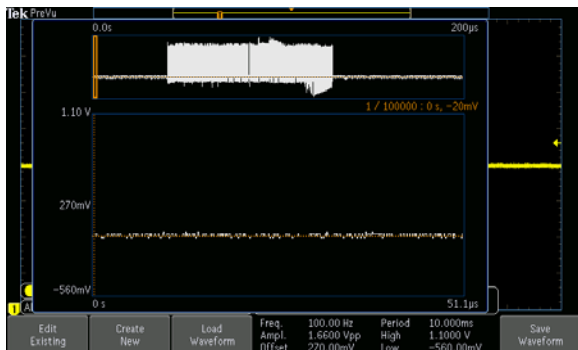 Tek PreVu
0.0s 200µs
1 / 100000 : 0 s, −20mV
1.10 V
270mV
−560mV
0 s 51.1µs
1
Edit Existing
Create New
Load Waveform
Freq. 100.00 Hz Period 10.000ms
Ampl. 1.6600 Vpp High 1.1000 V
Offset 270.00mV Low −560.00mV
Save Waveform